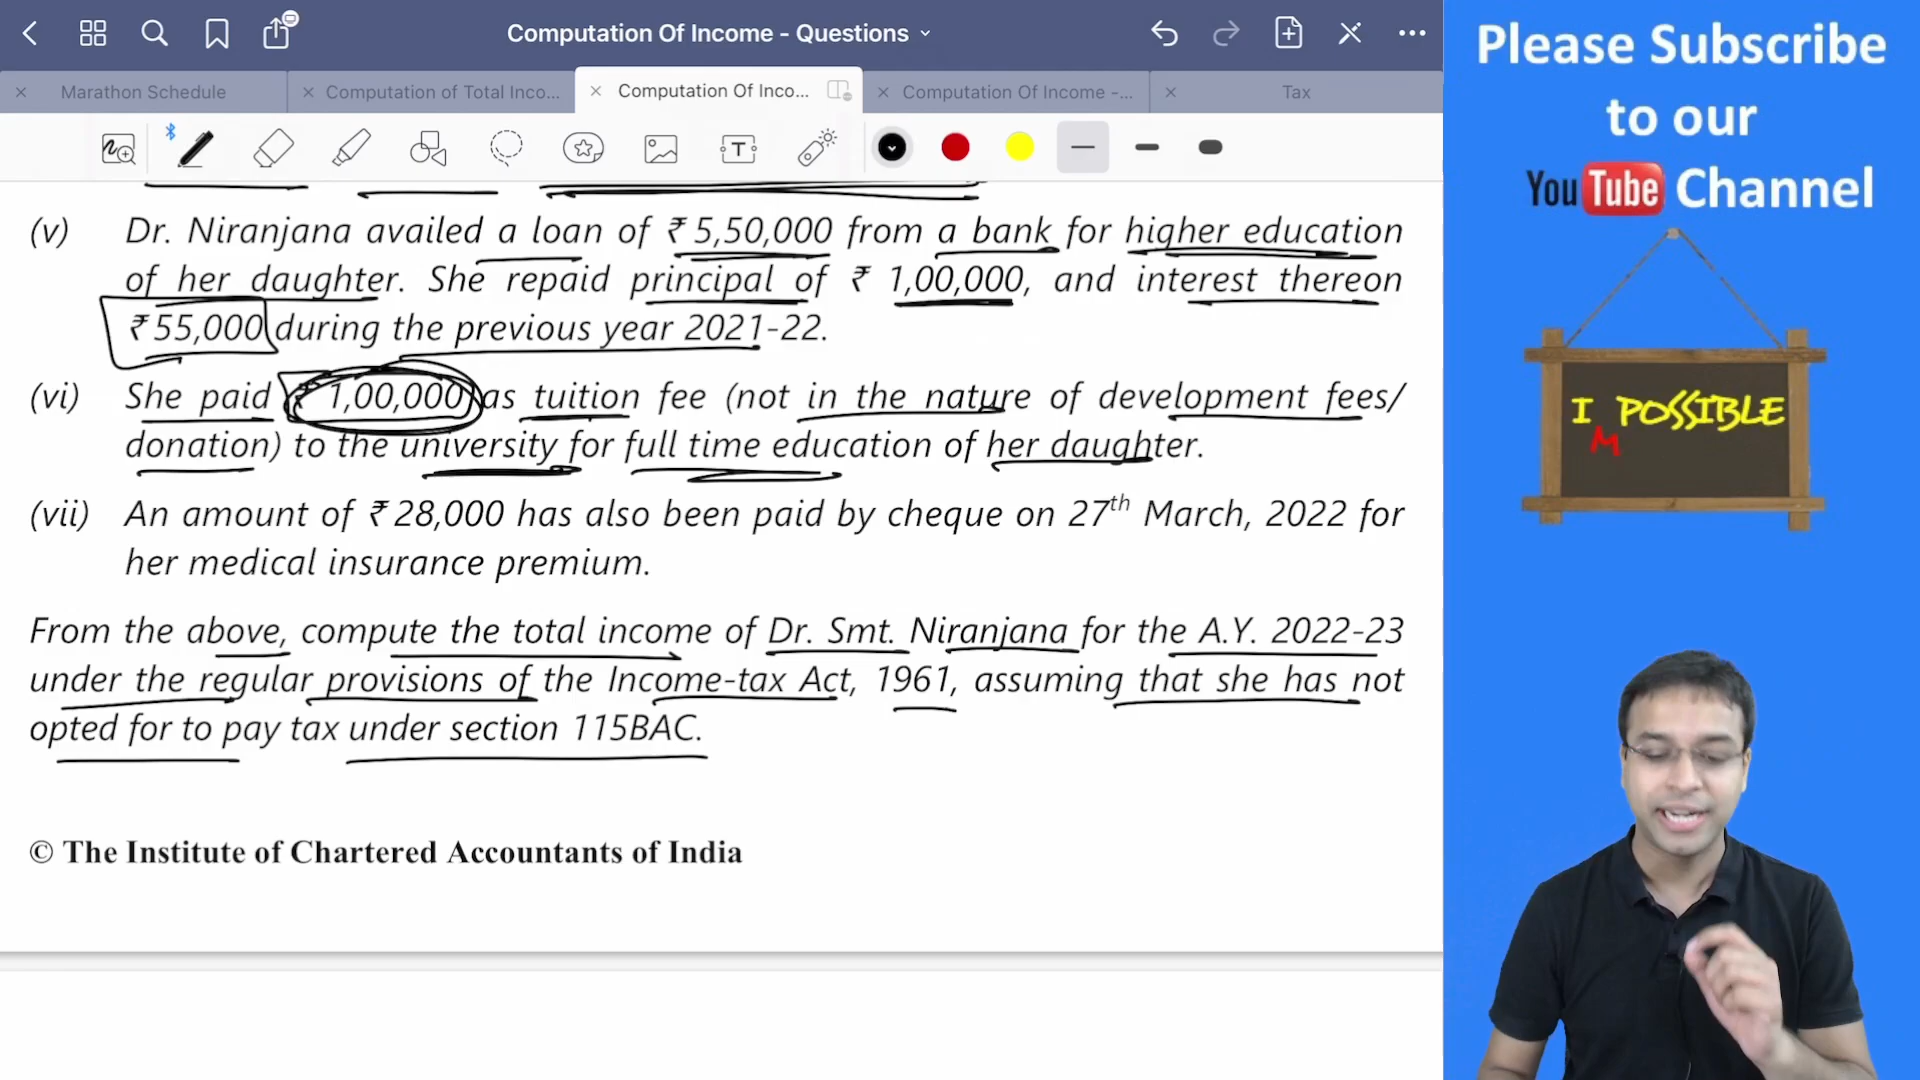 Computation Of Income - Questions
Marathon Schedule
Computation of Total Inco...
Computation Of Inco...
Computation Of Income -...
Tax
(v) Dr. Niranjana availed a loan of ₹ 5,50,000 from a bank for higher education
of her daughter. She repaid principal of ₹ 1,00,000, and interest thereon
₹ 55,000 during the previous year 2021-22.
(vi) She paid ₹ 1,00,000 as tuition fee (not in the nature of development fees/
donation) to the university for full time education of her daughter.
(vii) An amount of ₹ 28,000 has also been paid by cheque on 27th March, 2022 for
her medical insurance premium.
From the above, compute the total income of Dr. Smt. Niranjana for the A.Y. 2022-23
under the regular provisions of the Income-tax Act, 1961, assuming that she has not
opted for to pay tax under section 115BAC.
© The Institute of Chartered Accountants of India
Please Subscribe
to our
YouTube Channel
I POSSIBLE
M